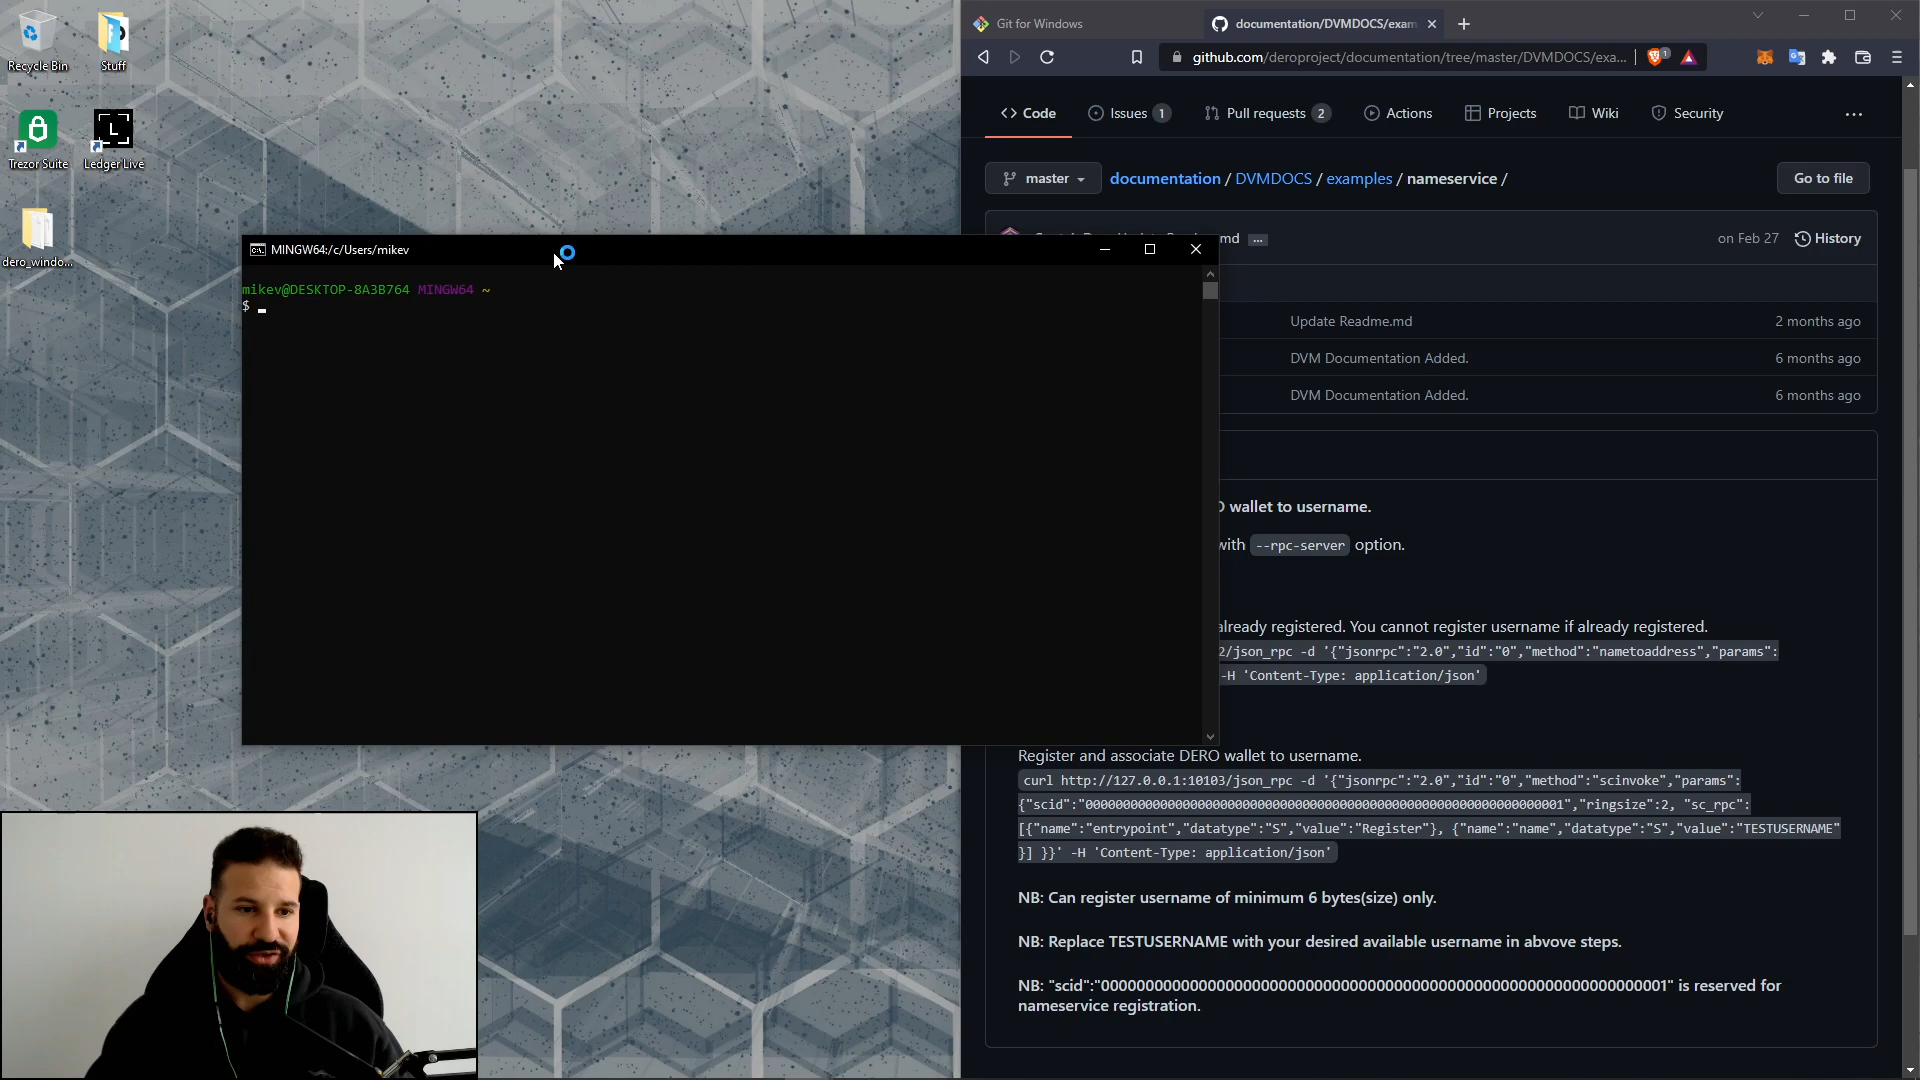 Recycle Bin
Stuff
Trezor Suite
Ledger Live
dero_windo...
Git for Windows
documentation/DVMDOCS/exam
github.com/deroproject/documentation/tree/master/DVMDOCS/exa...
1
Code
Issues 1
Pull requests 2
Actions
Projects
Wiki
Security
...
master
documentation / DVMDOCS / examples / nameservice /
Go to file
md ...
on Feb 27
History
Update Readme.md
2 months ago
DVM Documentation Added.
6 months ago
DVM Documentation Added.
6 months ago
MINGW64:/c/Users/mikev
mikev@DESKTOP-8A3B764 MINGW64 ~
$
wallet to username.
with --rpc-server option.
already registered. You cannot register username if already registered.
2/json_rpc -d '{"jsonrpc":"2.0","id":"0","method":"nametoaddress","params":
-H 'Content-Type: application/json'
Register and associate DERO wallet to username.
curl http://127.0.0.1:10103/json_rpc -d '{"jsonrpc":"2.0","id":"0","method":"scinvoke","params":
{"scid":"0000000000000000000000000000000000000000000000000000000000000001","ringsize":2, "sc_rpc":
[{"name":"entrypoint","datatype":"S","value":"Register"}, {"name":"name","datatype":"S","value":"TESTUSERNAME"
}] }}' -H 'Content-Type: application/json'
NB: Can register username of minimum 6 bytes(size) only.
NB: Replace TESTUSERNAME with your desired available username in abvove steps.
NB: "scid":"0000000000000000000000000000000000000000000000000000000000000001" is reserved for
nameservice registration.